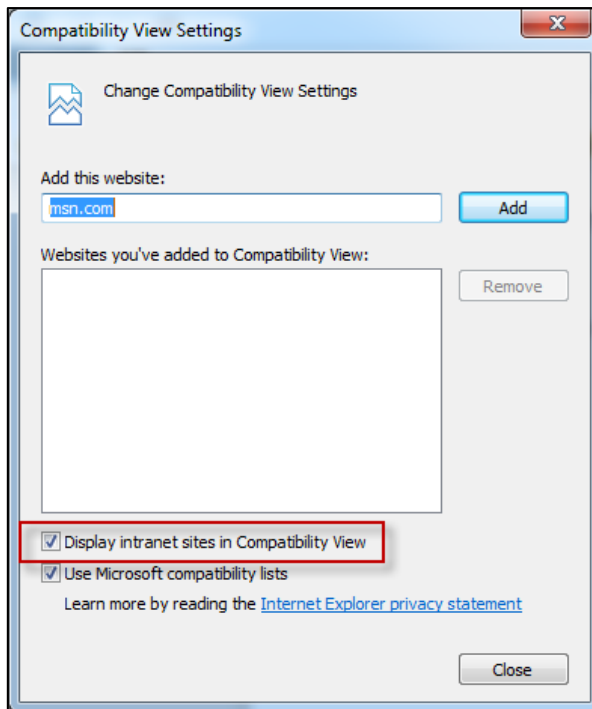 Compatibility View Settings
Change Compatibility View Settings
Add this website:
msn.com
Add
Websites you've added to Compatibility View:
Remove
Display intranet sites in Compatibility View
Use Microsoft compatibility lists
Learn more by reading the Internet Explorer privacy statement
Close